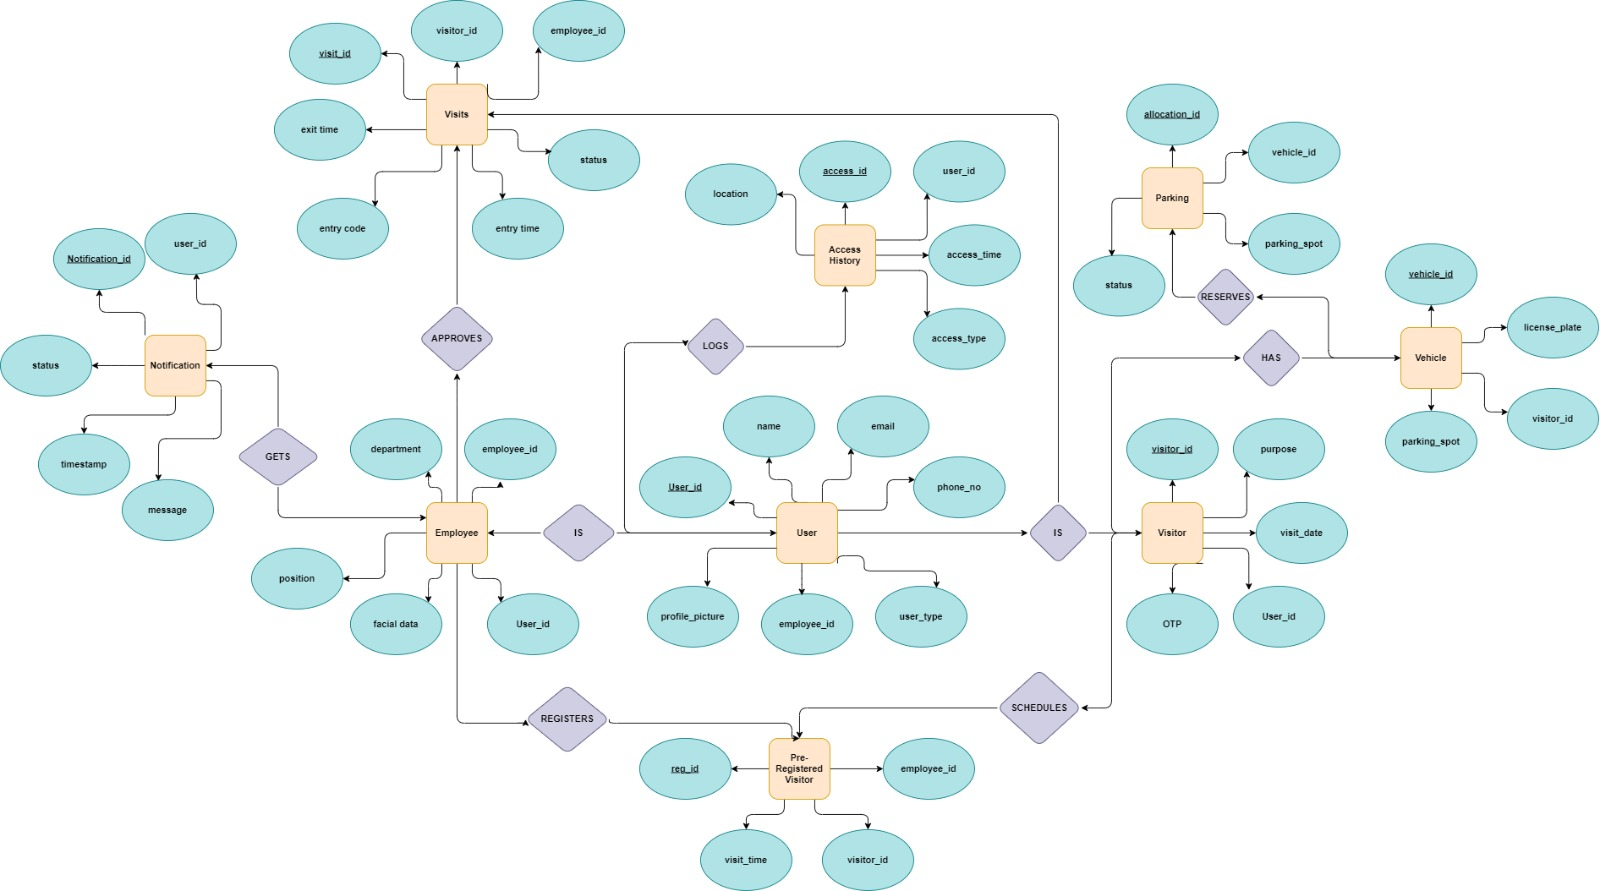 visitor_id
employee_id
visit_id
Visits
exit time
status
entry code
entry time
APPROVES
allocation_id
vehicle_id
Parking
parking_spot
status
RESERVES
location
access_id
user_id
Access
History
access_time
access_type
LOGS
vehicle_id
license_plate
Vehicle
visitor_id
parking_spot
HAS
Notification_id
user_id
status
Notification
timestamp
message
GETS
department
employee_id
Employee
position
facial data
User_id
IS
name
email
User_id
phone_no
User
profile_picture
employee_id
user_type
IS
visitor_id
purpose
Visitor
visit_date
OTP
User_id
REGISTERS
SCHEDULES
Pre-
Registered
Visitor
reg_id
employee_id
visit_time
visitor_id